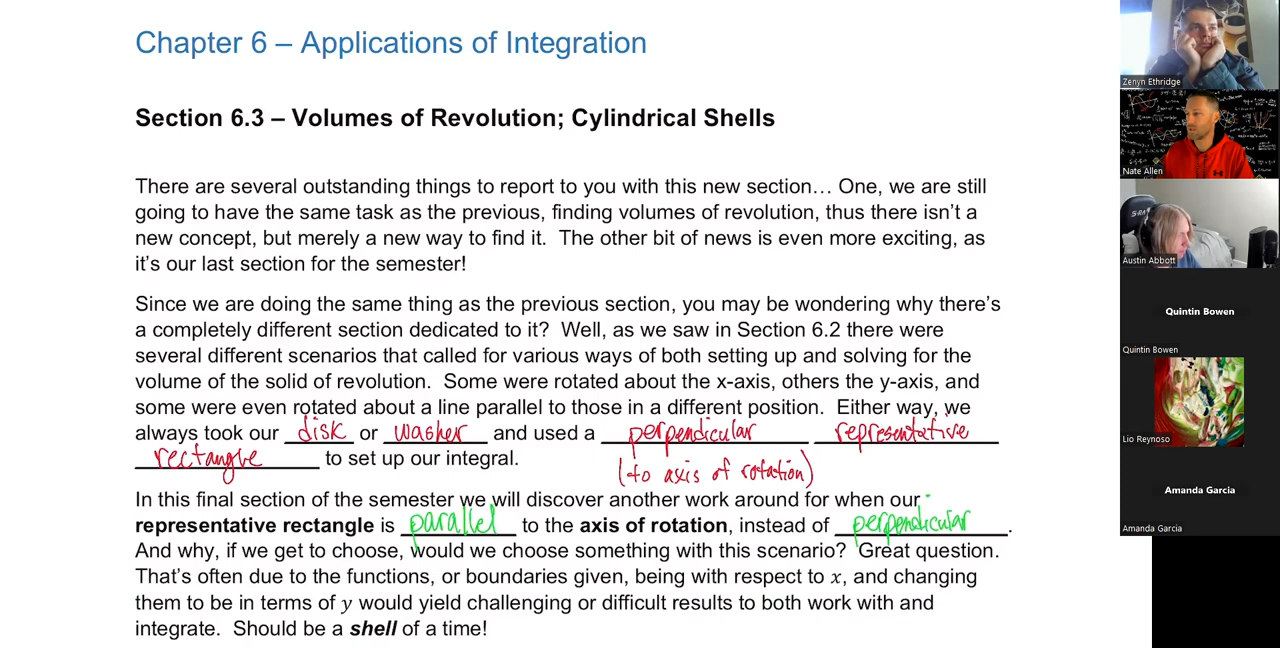 Chapter 6 – Applications of Integration
Section 6.3 – Volumes of Revolution; Cylindrical Shells
There are several outstanding things to report to you with this new section… One, we are still
going to have the same task as the previous, finding volumes of revolution, thus there isn't a
new concept, but merely a new way to find it. The other bit of news is even more exciting, as
it's our last section for the semester!
Since we are doing the same thing as the previous section, you may be wondering why there's
a completely different section dedicated to it? Well, as we saw in Section 6.2 there were
several different scenarios that called for various ways of both setting up and solving for the
volume of the solid of revolution. Some were rotated about the x-axis, others the y-axis, and
some were even rotated about a line parallel to those in a different position. Either way, we
always took our disk or washer and used a perpendicular representative
rectangle to set up our integral.
(to axis of rotation)
In this final section of the semester we will discover another work around for when our
representative rectangle is parallel to the axis of rotation, instead of perpendicular.
And why, if we get to choose, would we choose something with this scenario? Great question.
That's often due to the functions, or boundaries given, being with respect to x, and changing
them to be in terms of y would yield challenging or difficult results to both work with and
integrate. Should be a shell of a time!
Zenyn Ethridge
Nate Allen
Austin Abbott
Quintin Bowen
Quintin Bowen
Lio Reynoso
Amanda Garcia
Amanda Garcia